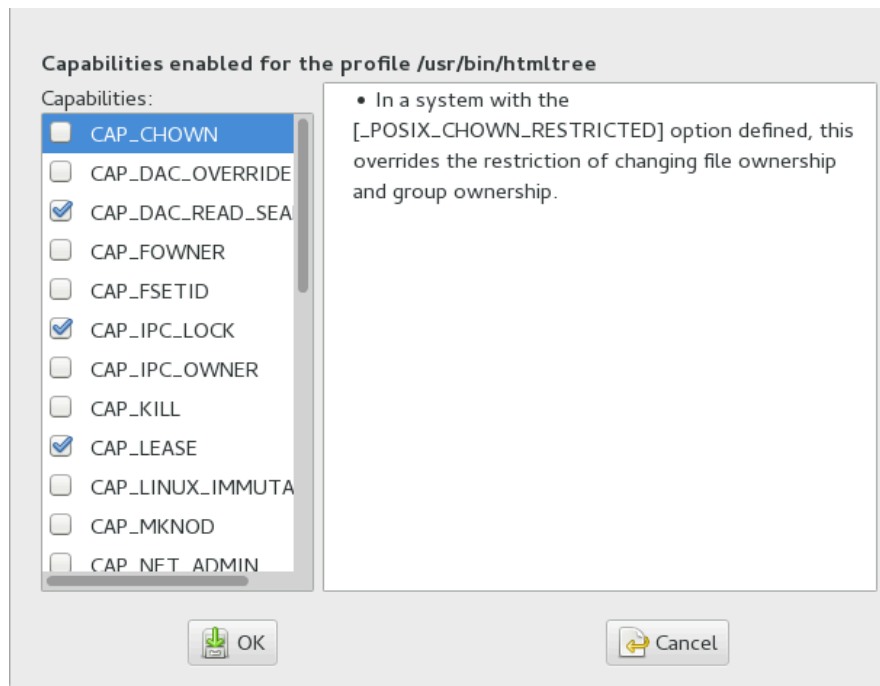 Capabilities enabled for the profile /usr/bin/htmltree
Capabilities:
CAP_CHOWN
CAP_DAC_OVERRIDE
CAP_DAC_READ_SEA
CAP_FOWNER
CAP_FSETID
CAP_IPC_LOCK
CAP_IPC_OWNER
CAP_KILL
CAP_LEASE
CAP_LINUX_IMMUTA
CAP_MKNOD
CAP_NET_ADMIN
• In a system with the
[_POSIX_CHOWN_RESTRICTED] option defined, this
overrides the restriction of changing file ownership
and group ownership.
OK
Cancel